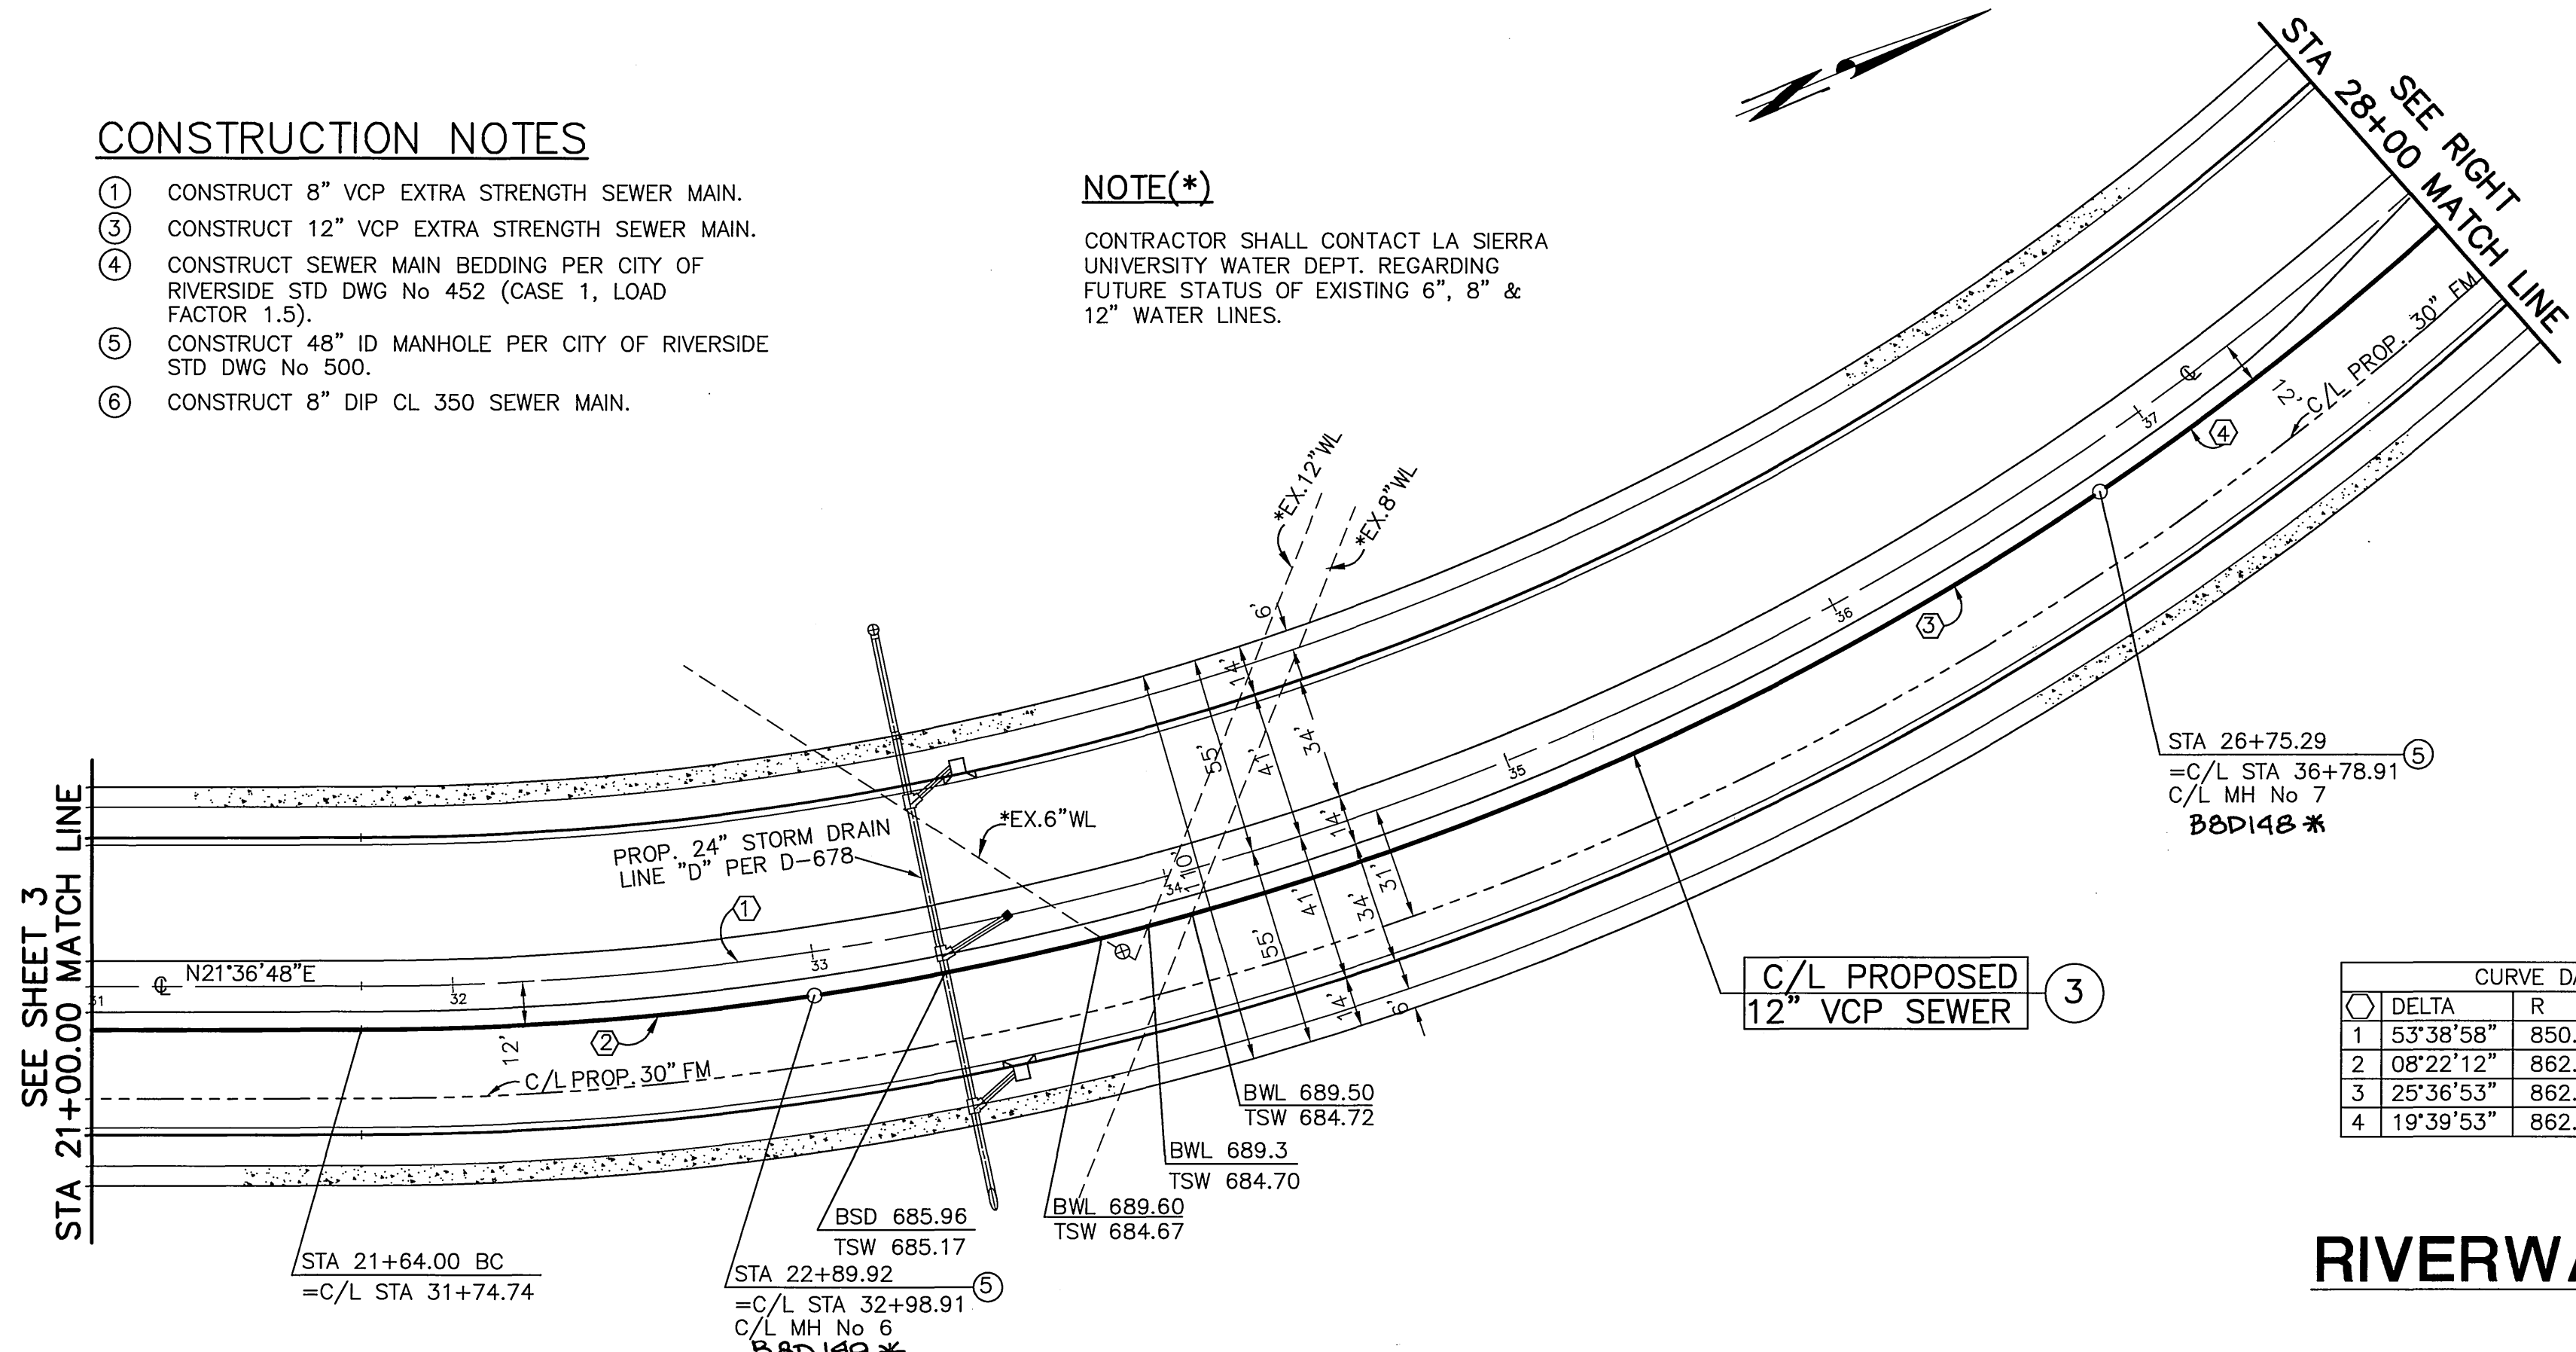 CONSTRUCTION NOTES
1 CONSTRUCT 8" VCP EXTRA STRENGTH SEWER MAIN.
3 CONSTRUCT 12" VCP EXTRA STRENGTH SEWER MAIN.
4 CONSTRUCT SEWER MAIN BEDDING PER CITY OF
RIVERSIDE STD DWG No 452 (CASE 1, LOAD
FACTOR 1.5).
5 CONSTRUCT 48" ID MANHOLE PER CITY OF RIVERSIDE
STD DWG No 500.
6 CONSTRUCT 8" DIP CL 350 SEWER MAIN.
NOTE(*)
CONTRACTOR SHALL CONTACT LA SIERRA
UNIVERSITY WATER DEPT. REGARDING
FUTURE STATUS OF EXISTING 6", 8" &
12" WATER LINES.
N
SEE RIGHT
STA 28+00 MATCH LINE
C/L PROP. 30" FM
12'
℄
37
4
36
3
35
*EX.12"WL
*EX.8"WL
6'
14'
55'
41'
34'
14'
110'
34
31'
41'
34'
55'
14'
6'
*EX.6"WL
PROP. 24" STORM DRAIN
LINE "D" PER D-678
1
33
SEE SHEET 3
STA 21+00.00 MATCH LINE
31
℄ N21°36'48"E
32
12'
2
C/L PROP. 30" FM
STA 26+75.29
5
=C/L STA 36+78.91
C/L MH No 7
B8D148 *
C/L PROPOSED
12" VCP SEWER
3
CURVE DA
DELTA R
1 53°38'58" 850.
2 08°22'12" 862.
3 25°36'53" 862.
4 19°39'53" 862.
BWL 689.50
TSW 684.72
BWL 689.3
TSW 684.70
BWL 689.60
TSW 684.67
BSD 685.96
TSW 685.17
STA 21+64.00 BC
=C/L STA 31+74.74
STA 22+89.92
5
=C/L STA 32+98.91
C/L MH No 6
B8D149 *
RIVERWA